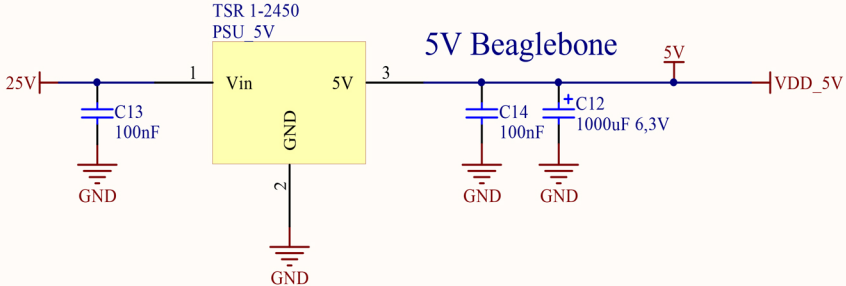 TSR 1-2450
PSU_5V
5V Beaglebone
5V
25V
1
Vin
5V
3
VDD_5V
C13
100nF
GND
C14
100nF
C12
1000uF 6,3V
2
GND
GND
GND
GND